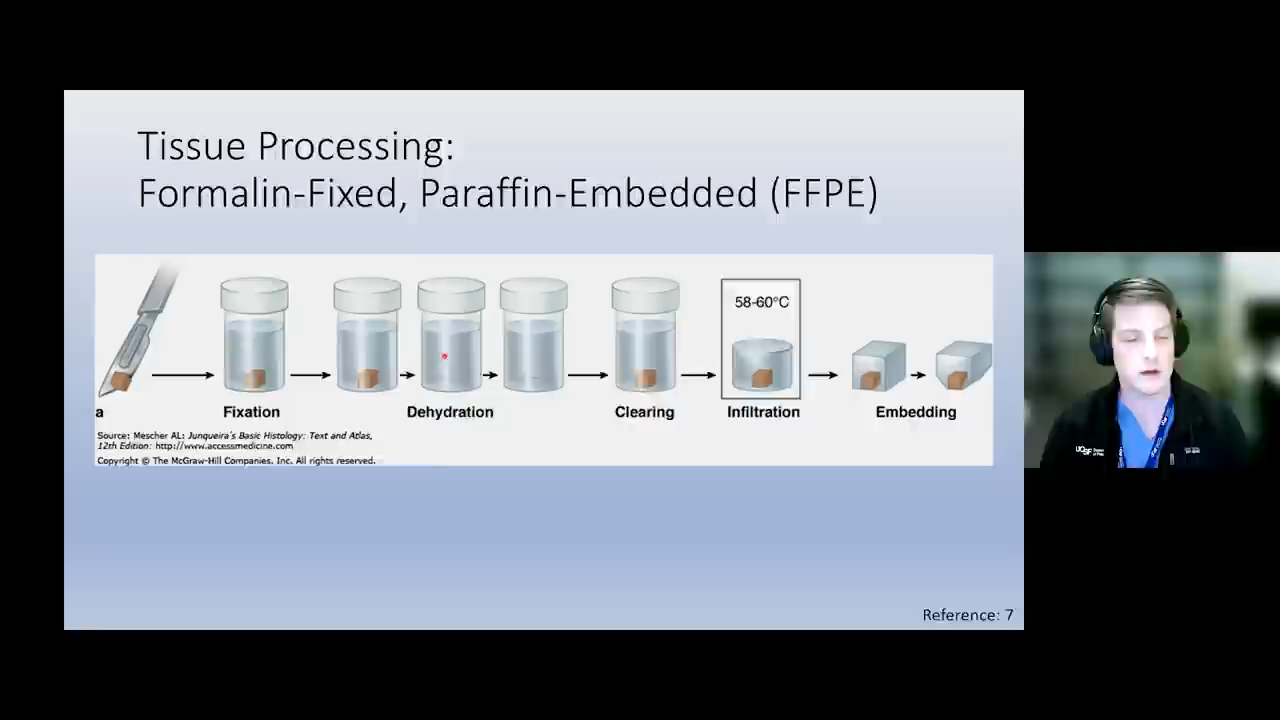 Tissue Processing:
Formalin-Fixed, Paraffin-Embedded (FFPE)
58-60°C
a
Fixation
Dehydration
Clearing
Infiltration
Embedding
Source: Mescher AL: Junqueira's Basic Histology: Text and Atlas,
12th Edition: http://www.accessmedicine.com
Copyright © The McGraw-Hill Companies, Inc. All rights reserved.
Reference: 7
UCSF